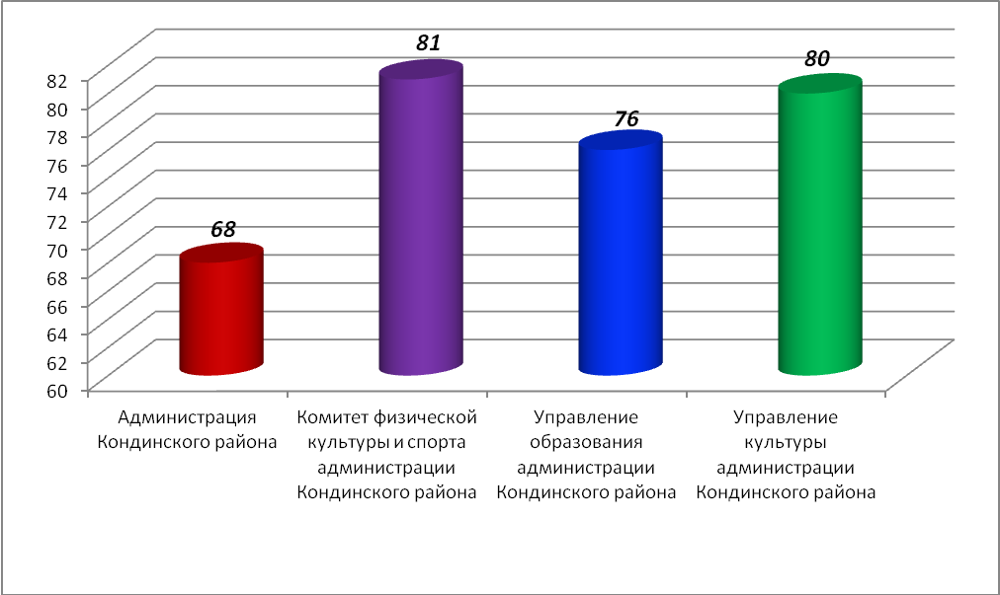 81
80
76
68
82
80
78
76
74
72
70
68
66
64
62
60
Администрация
Кондинского района
Комитет физической
культуры и спорта
администрации
Кондинского района
Управление
образования
администрации
Кондинского района
Управление
культуры
администрации
Кондинского района